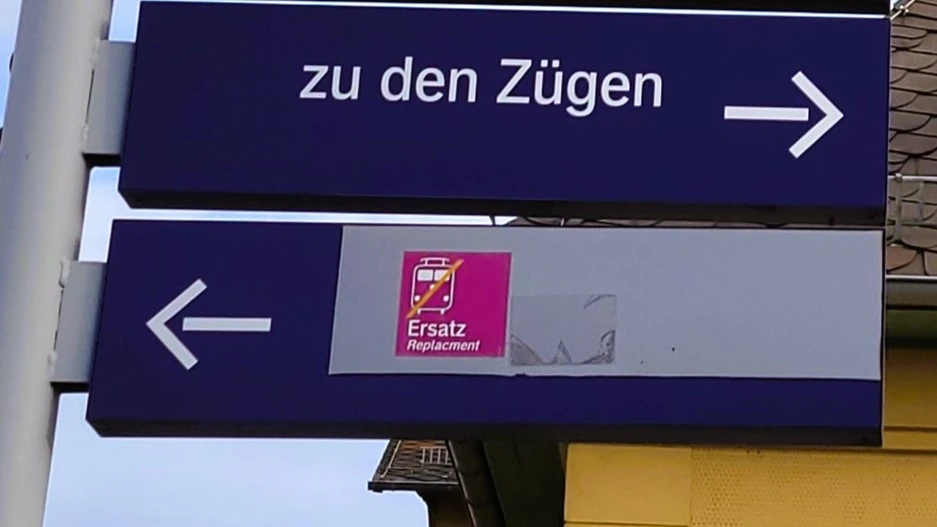 zu den Zügen
Ersatz
Replacment